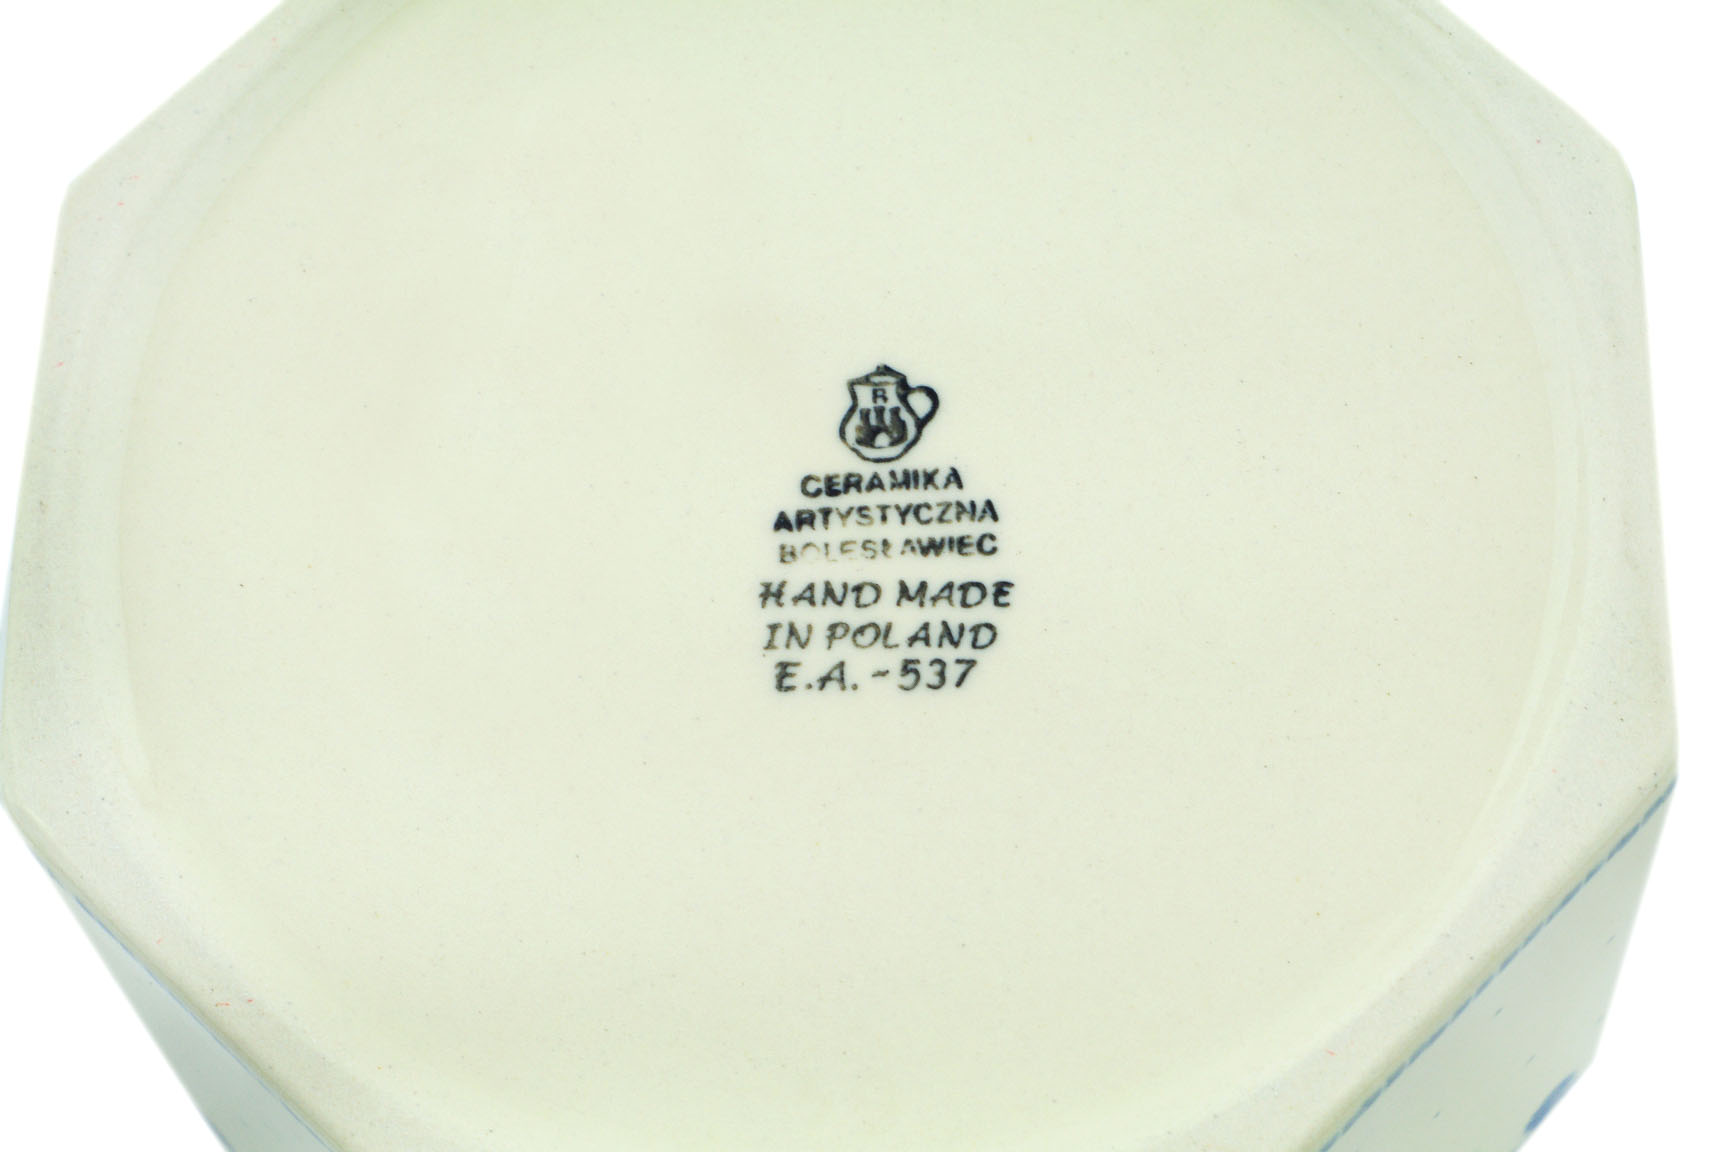 B
CERAMIKA
ARTYSTYCZNA
BOLESŁAWIEC
HAND MADE
IN POLAND
E.A.-537